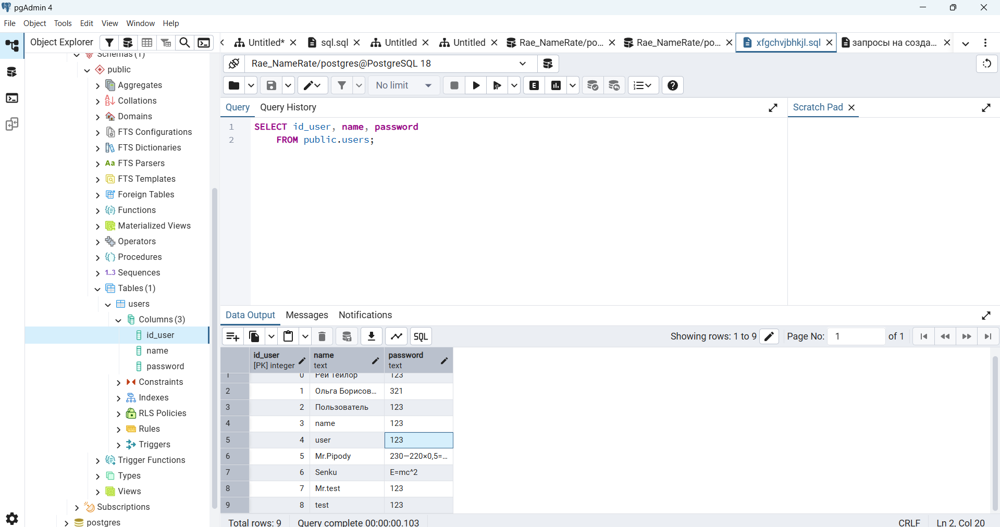 pgAdmin 4
File Object Tools Edit View Window Help
Object Explorer
Untitled* sql.sql Untitled Untitled Rae_NameRate/po... Rae_NameRate/po... xfgchvjbhkjl.sql запросы на созда...
Schemas (1)
public
Aggregates
Collations
Domains
FTS Configurations
FTS Dictionaries
Aa FTS Parsers
FTS Templates
Foreign Tables
Functions
Materialized Views
Operators
Procedures
1..3 Sequences
Tables (1)
users
Columns (3)
id_user
name
password
Constraints
Indexes
RLS Policies
Rules
Triggers
Trigger Functions
Types
Views
Subscriptions
postgres
Rae_NameRate/postgres@PostgreSQL 18
No limit E
Query Query History
Scratch Pad
1 SELECT id_user, name, password
2 FROM public.users;
Data Output Messages Notifications
SQL Showing rows: 1 to 9 Page No: 1 of 1
id_user name password
[PK] integer text text
1 0 Рей Тейлор 123
2 1 Ольга Борисов... 321
3 2 Пользователь 123
4 3 name 123
5 4 user 123
6 5 Mr.Pipody 230−220×0,5=...
7 6 Senku E=mc^2
8 7 Mr.test 123
9 8 test 123
Total rows: 9 Query complete 00:00:00.103 CRLF Ln 2, Col 20